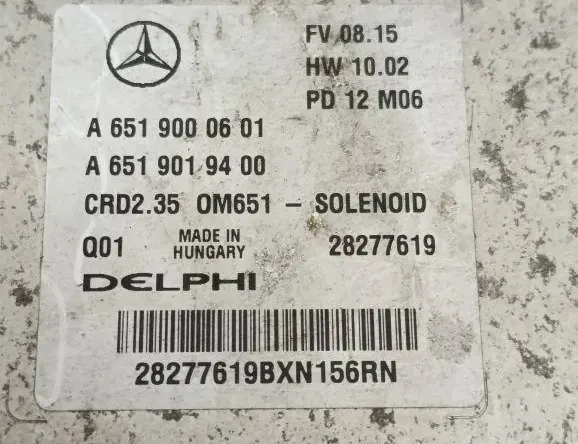 FV 08.15
HW 10.02
PD 12 M06
A 651 900 06 01
A 651 901 94 00
CRD2.35 OM651 - SOLENOID
Q01 MADE IN HUNGARY 28277619
DELPHI
28277619BXN156RN